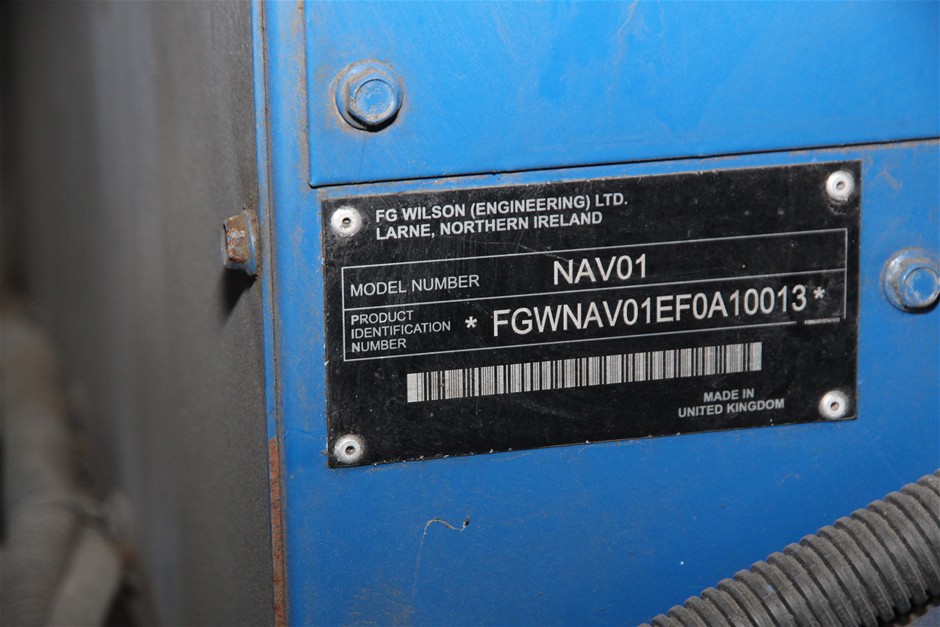 FG WILSON (ENGINEERING) LTD.
LARNE, NORTHERN IRELAND
MODEL NUMBER NAV01
PRODUCT
IDENTIFICATION
NUMBER
* FGWNAV01EF0A10013 *
MADE IN
UNITED KINGDOM